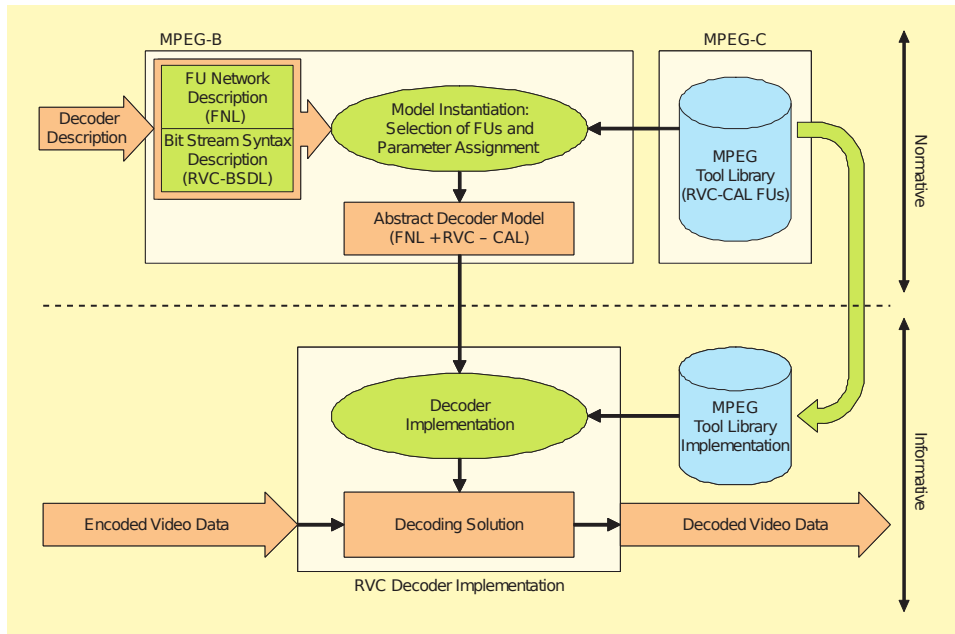 MPEG-B
MPEG-C
Decoder
Description
FU Network
Description
(FNL)
Bit Stream Syntax
Description
(RVC-BSDL)
Model Instantiation:
Selection of FUs and
Parameter Assignment
MPEG
Tool Library
(RVC-CAL FUs)
Normative
Abstract Decoder Model
(FNL +RVC – CAL)
Decoder
Implementation
MPEG
Tool Library
Implementation
Informative
Encoded Video Data
Decoding Solution
Decoded Video Data
RVC Decoder Implementation